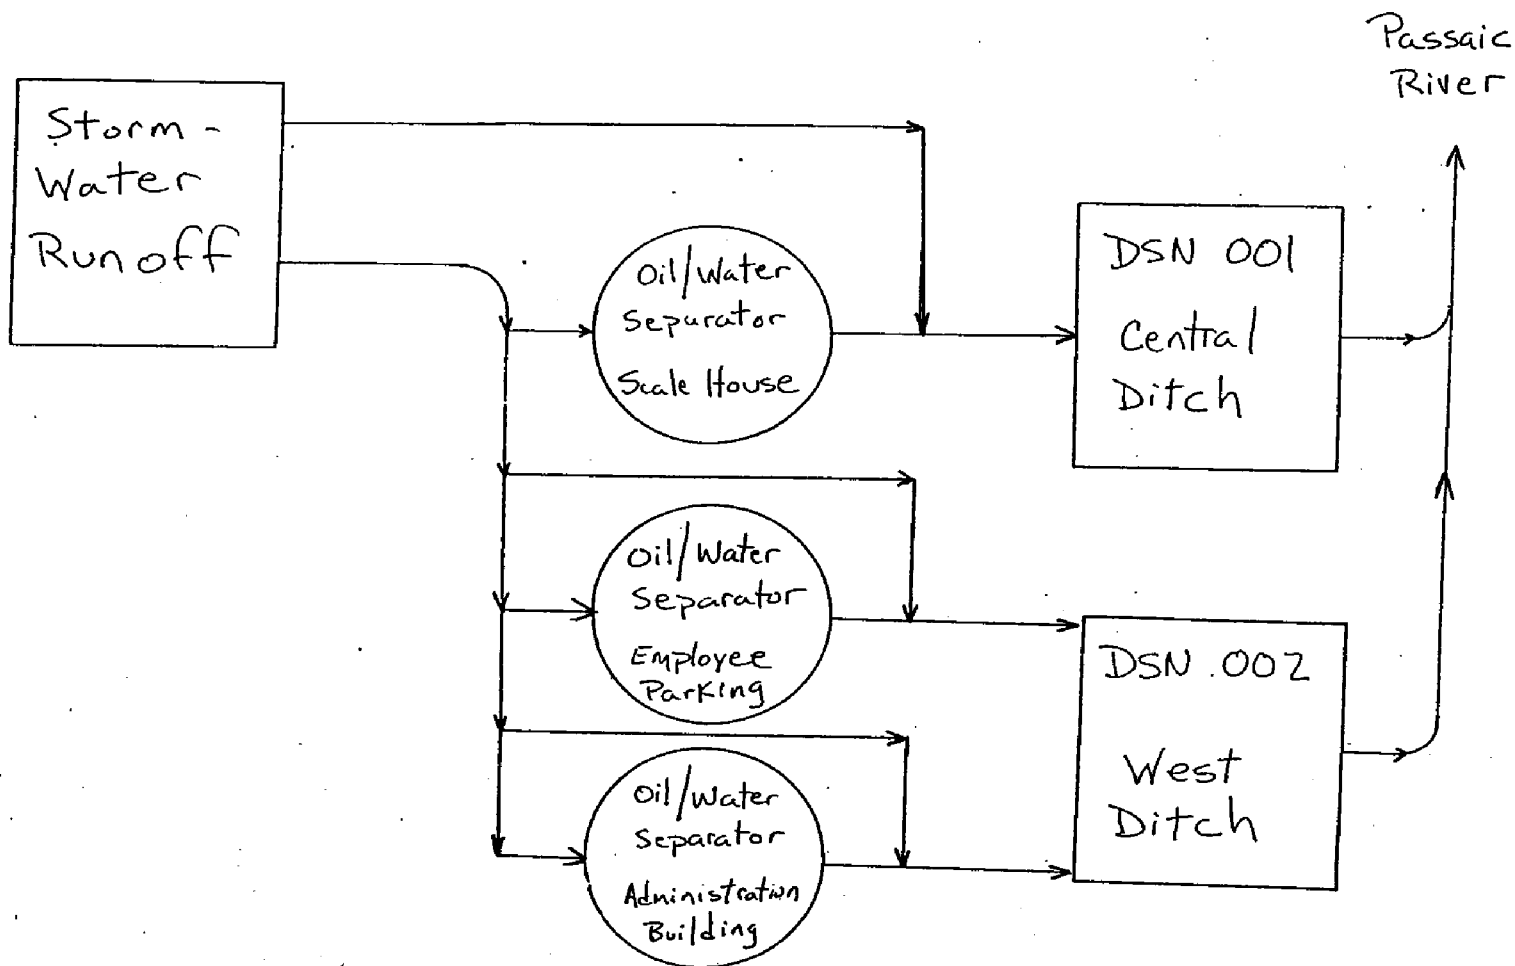 Passaic
River
Storm-
Water
Runoff
Oil/Water
Separator
Scale House
DSN 001
Central
Ditch
Oil/Water
Separator
Employee
Parking
DSN 002
West
Ditch
Oil/Water
Separator
Administration
Building